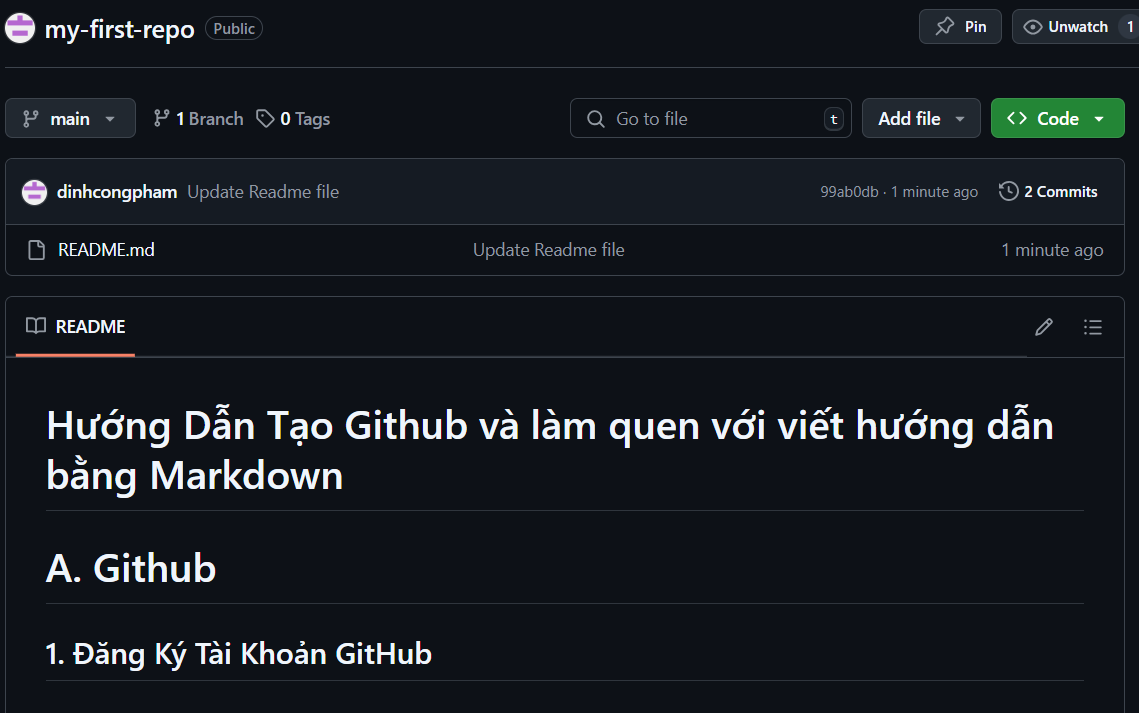 my-first-repo Public Pin Unwatch 1
main 1 Branch 0 Tags Go to file t Add file Code
dinhcongpham Update Readme file 99ab0db · 1 minute ago 2 Commits
README.md Update Readme file 1 minute ago
README
Hướng Dẫn Tạo Github và làm quen với viết hướng dẫn
bằng Markdown
A. Github
1. Đăng Ký Tài Khoản GitHub